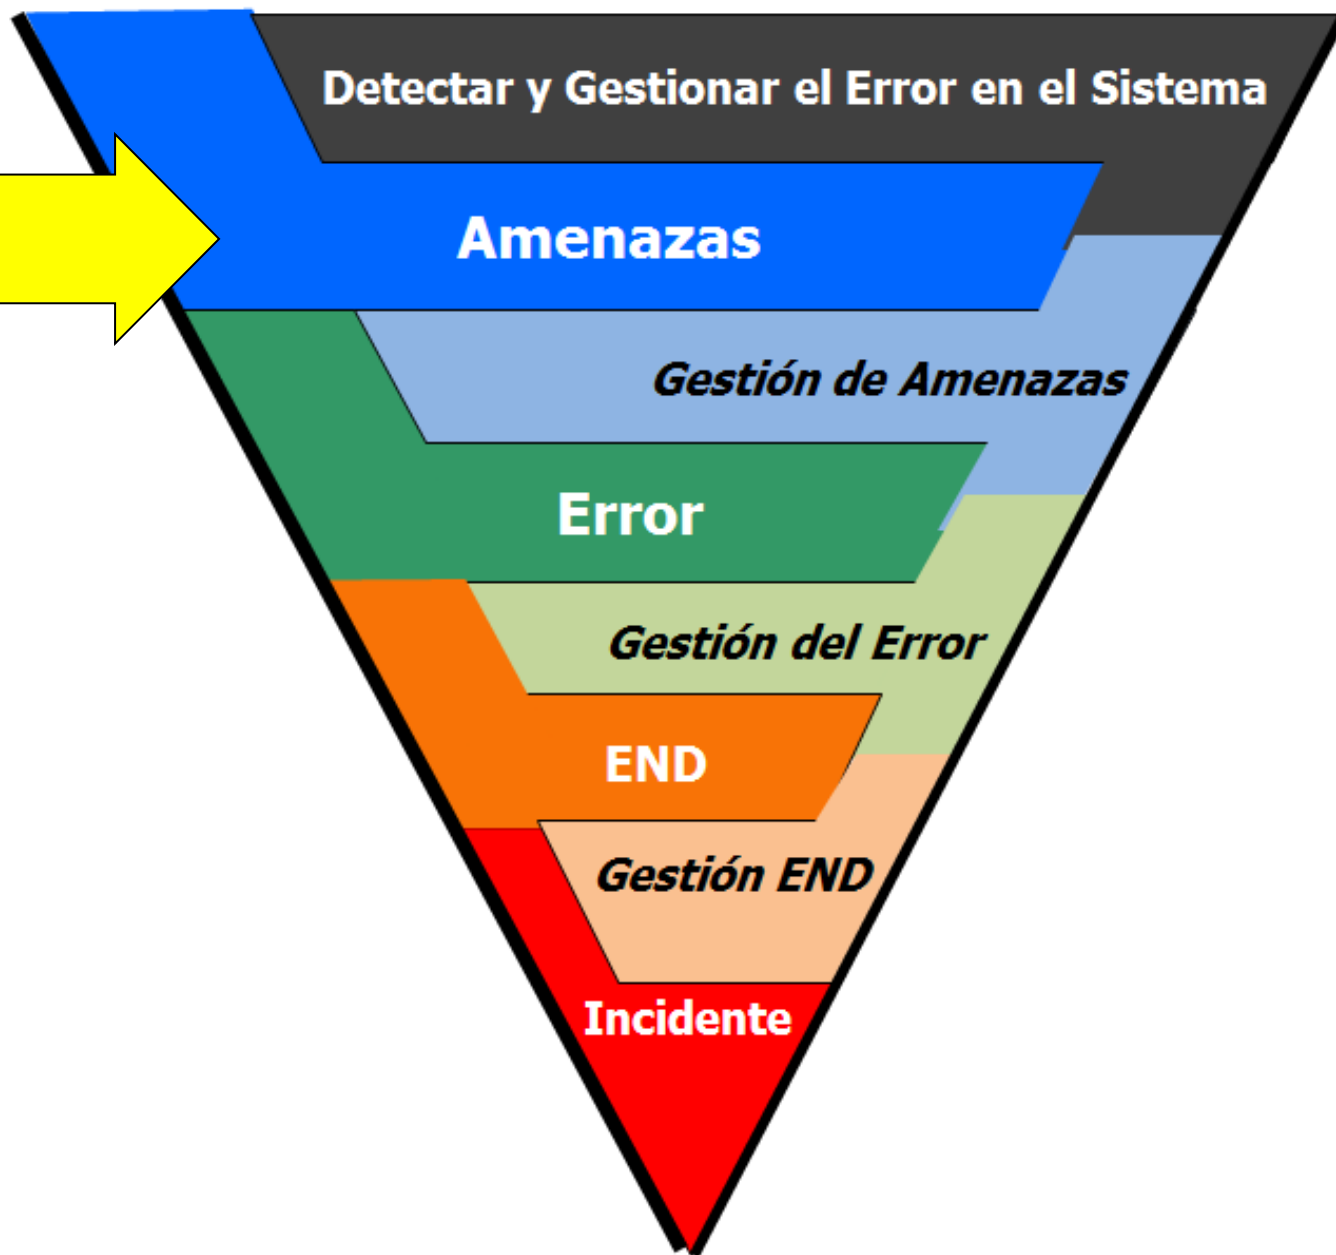 Detectar y Gestionar el Error en el Sistema
Amenazas
Gestión de Amenazas
Error
Gestión del Error
END
Gestión END
Incidente